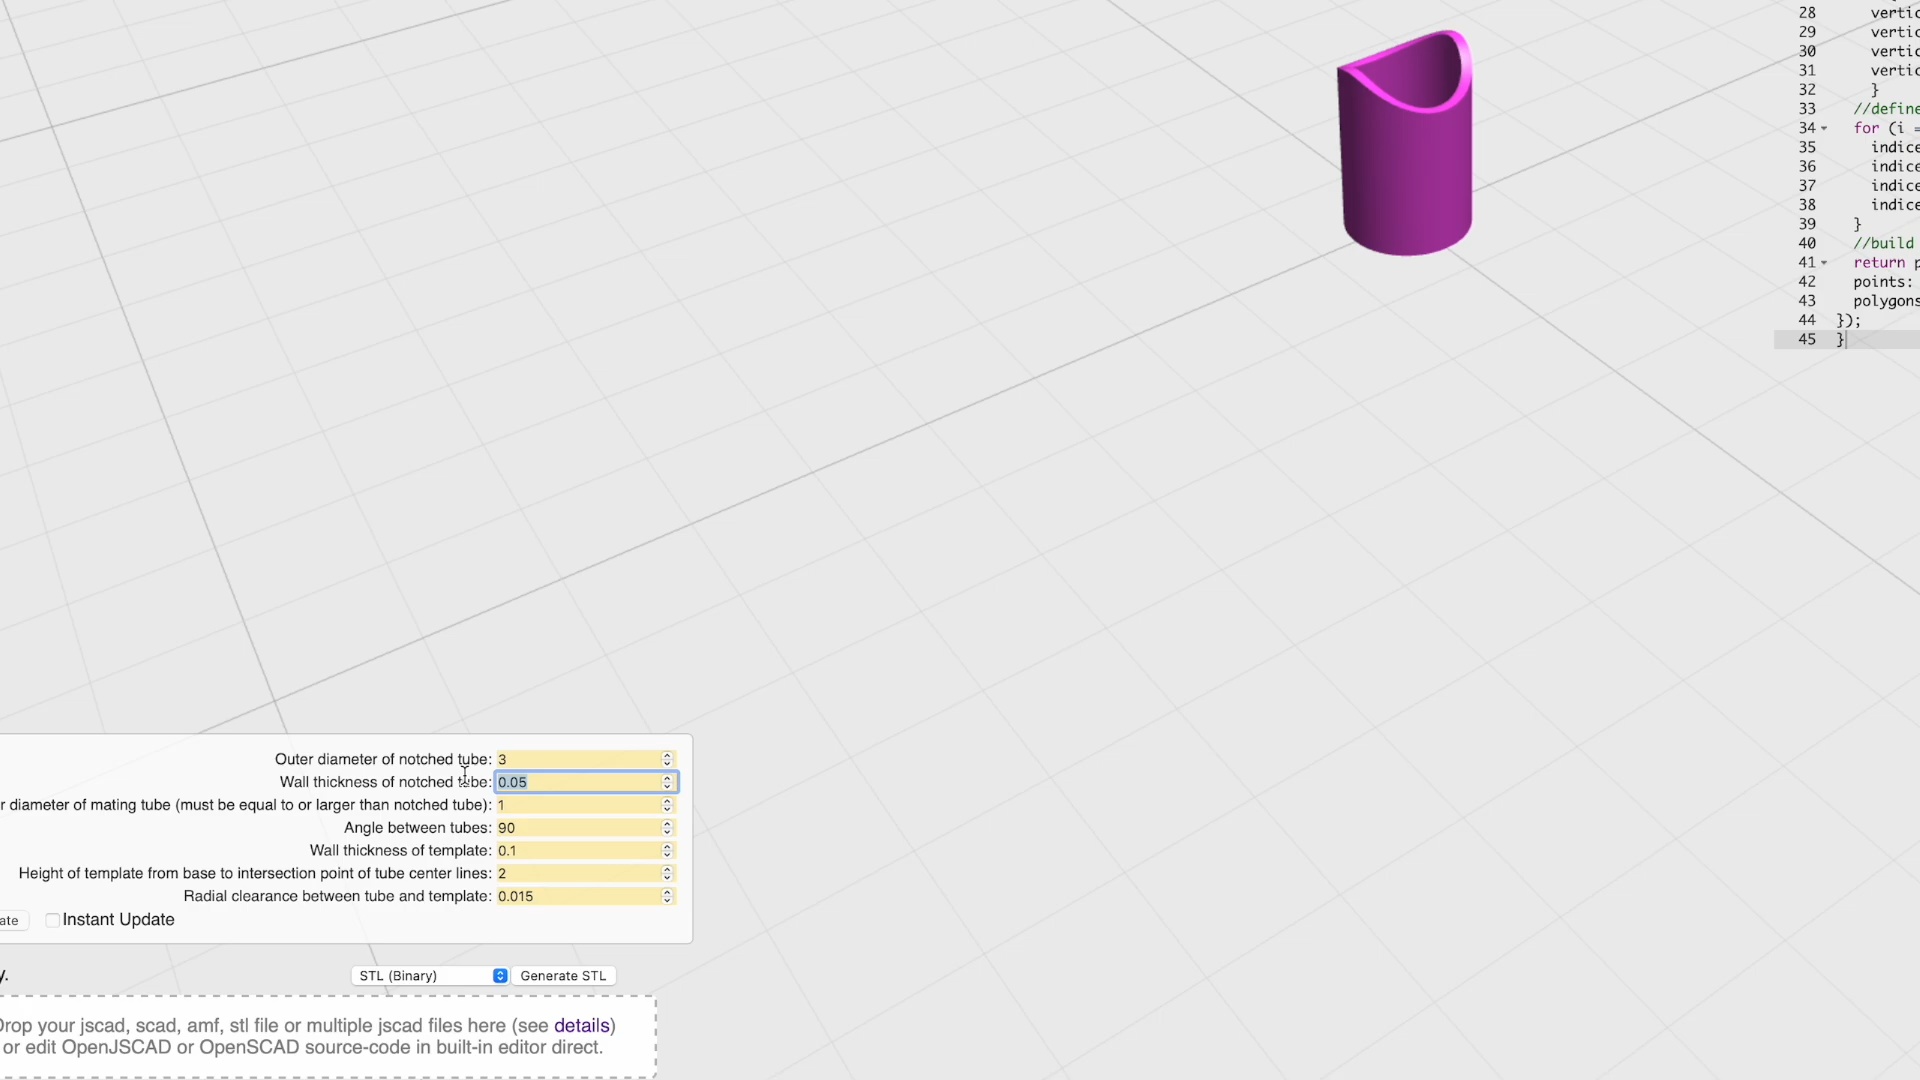 28 vertic
29 vertic
30 vertic
31 vertic
32 }
33 //define
34 for (i =
35 indice
36 indice
37 indice
38 indice
39 }
40 //build
41 return p
42 points:
43 polygons
44 });
45 }
Outer diameter of notched tube: 3
Wall thickness of notched tube: 0.05
r diameter of mating tube (must be equal to or larger than notched tube): 1
Angle between tubes: 90
Wall thickness of template: 0.1
Height of template from base to intersection point of tube center lines: 2
Radial clearance between tube and template: 0.015
ate Instant Update
y. STL (Binary) Generate STL
Drop your jscad, scad, amf, stl file or multiple jscad files here (see details)
or edit OpenJSCAD or OpenSCAD source-code in built-in editor direct.